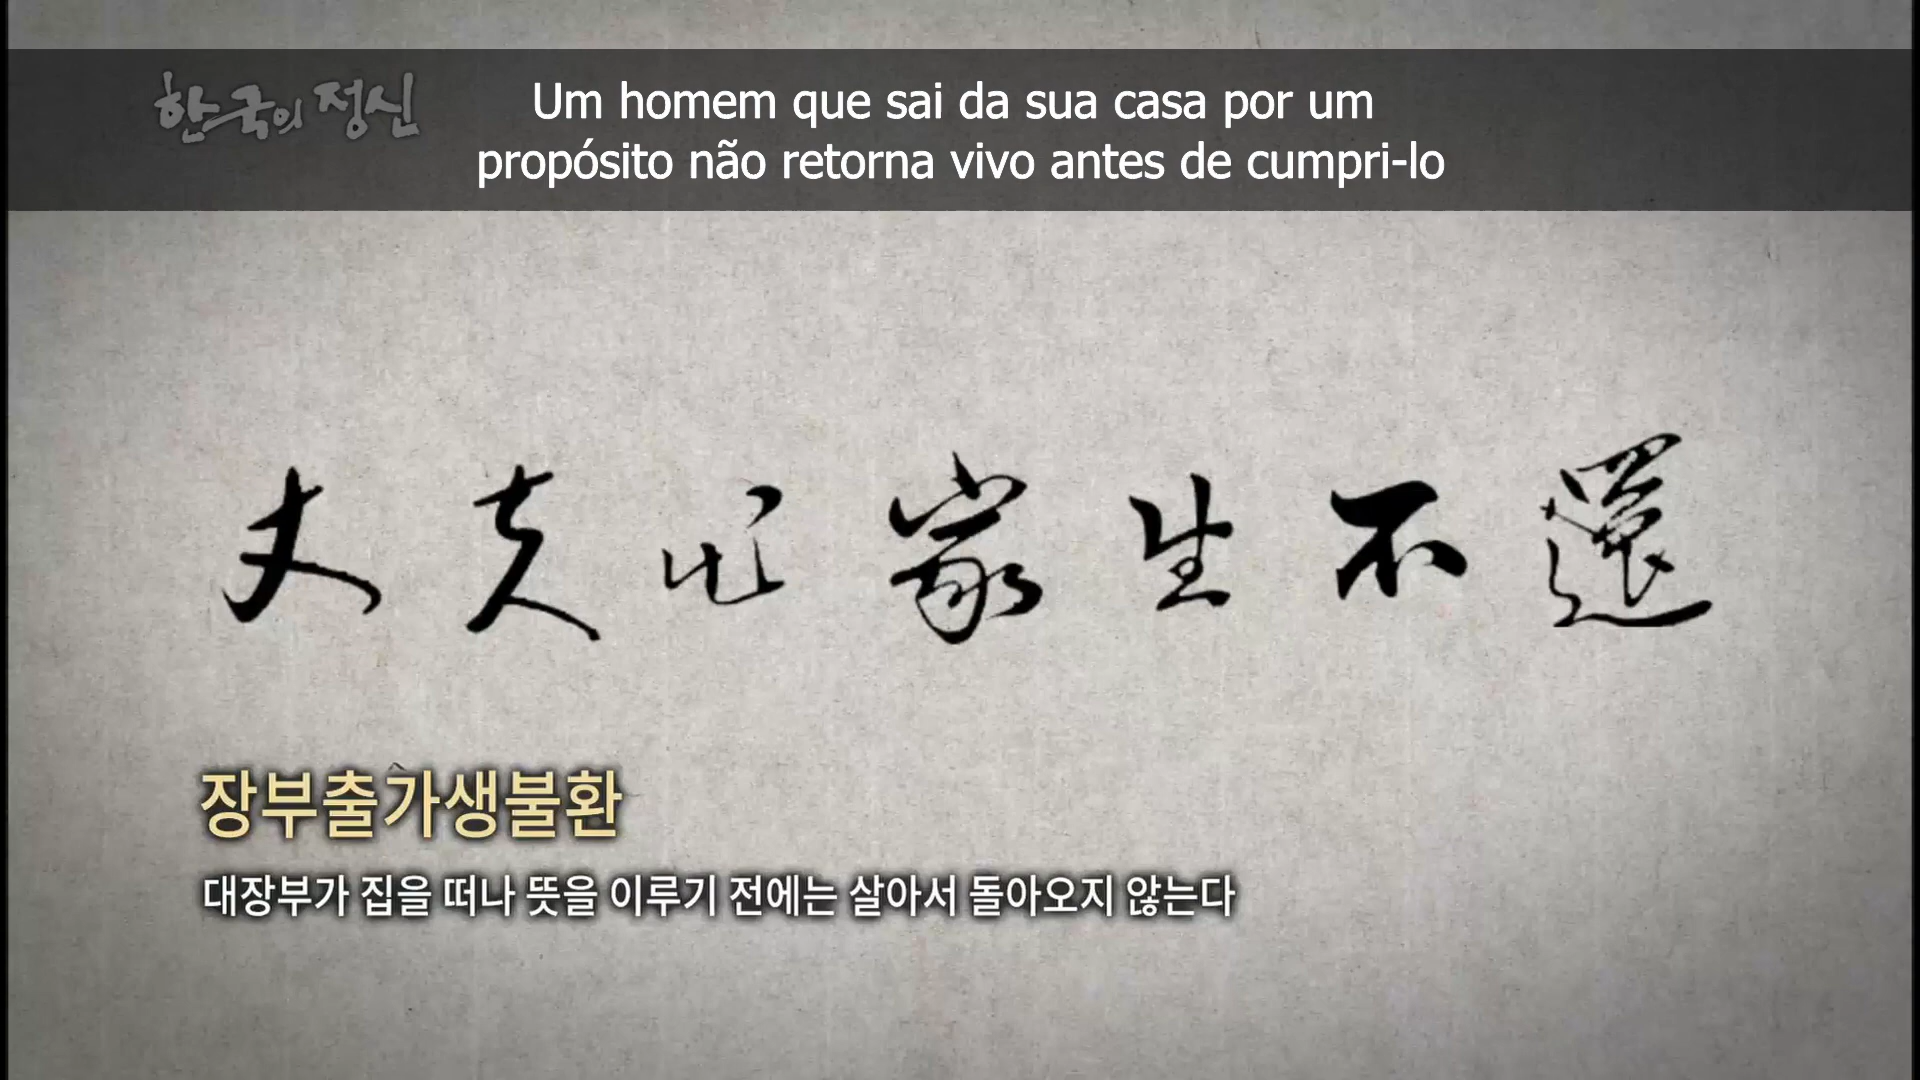 한국의 정신
Um homem que sai da sua casa por um
propósito não retorna vivo antes de cumpri-lo
丈夫出家生不還
장부출가생불환
대장부가 집을 떠나 뜻을 이루기 전에는 살아서 돌아오지 않는다